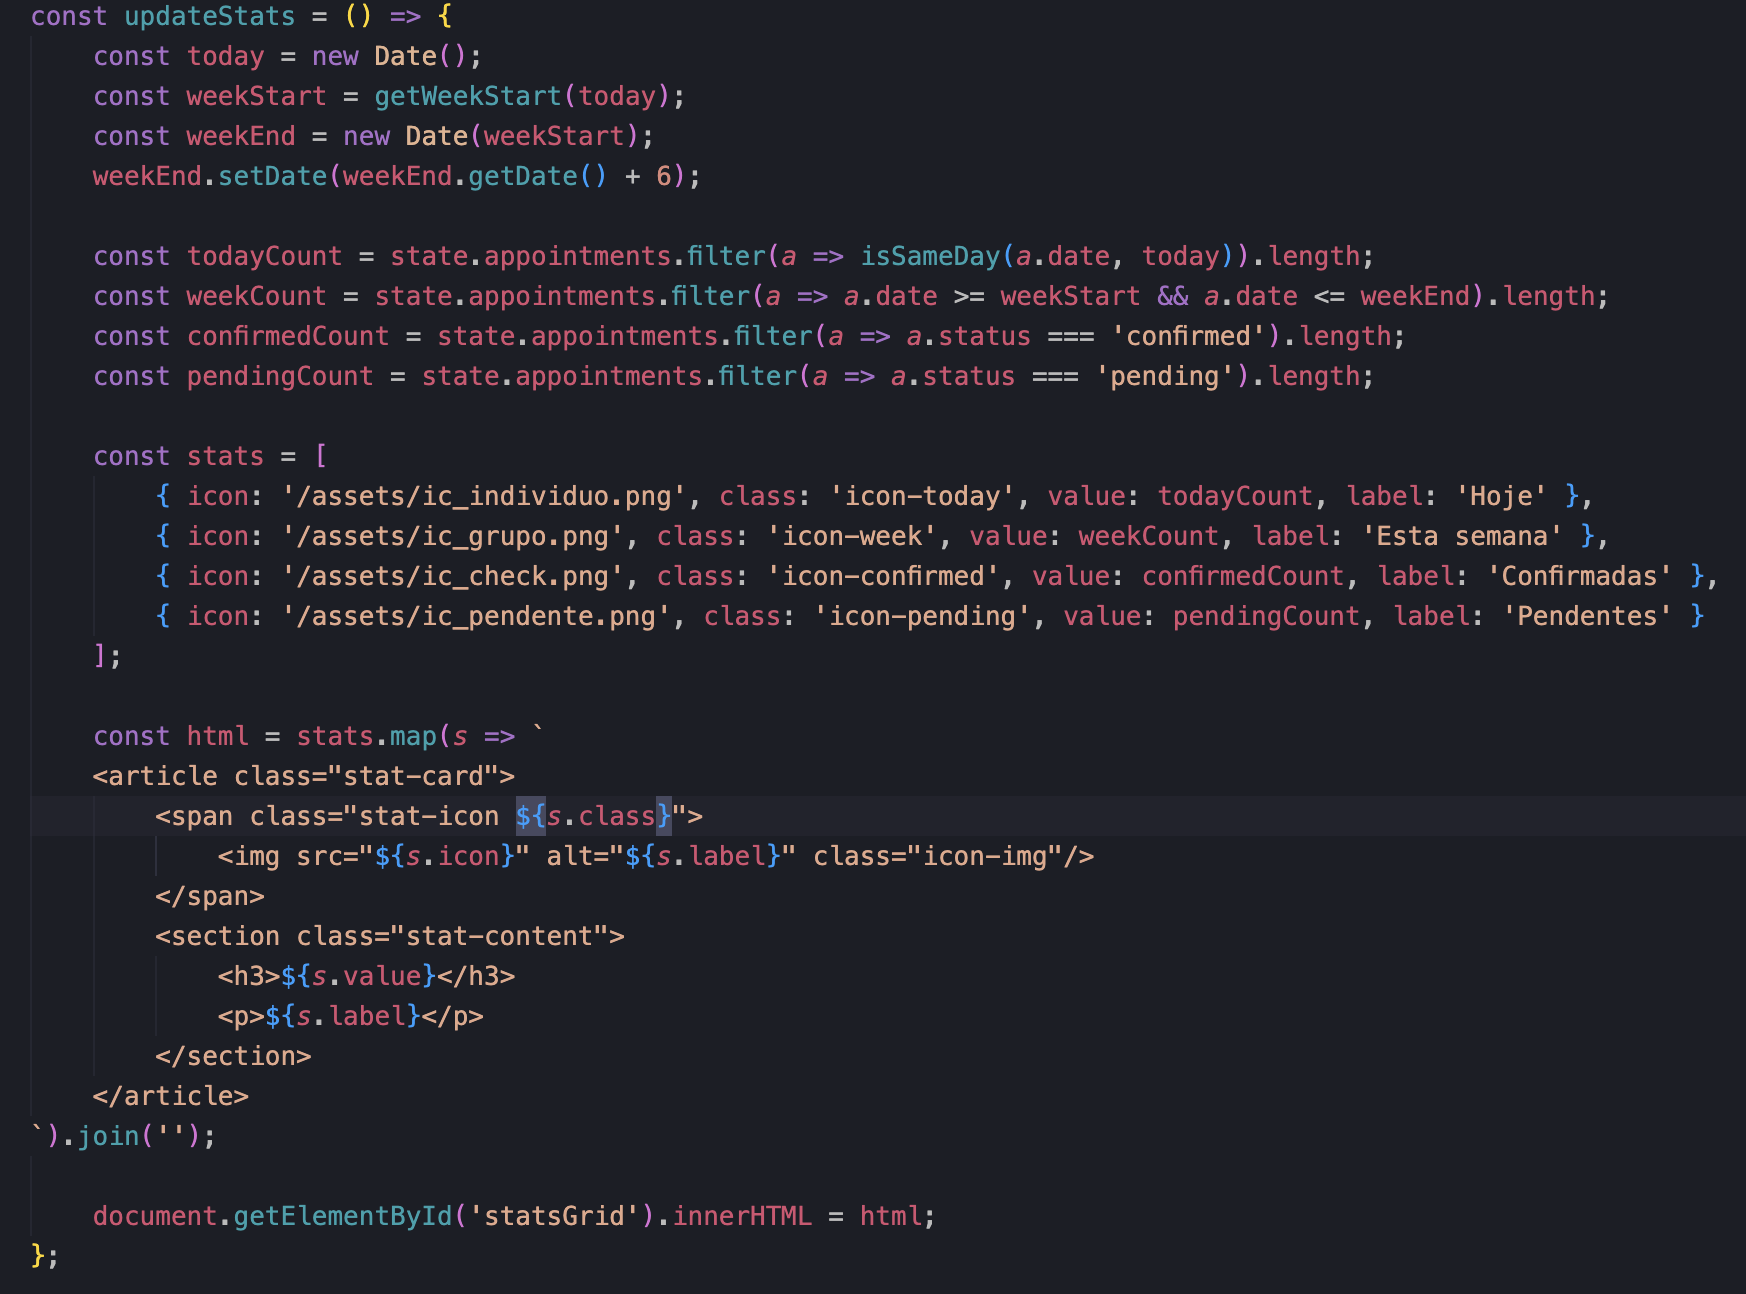 const updateStats = () => {
    const today = new Date();
    const weekStart = getWeekStart(today);
    const weekEnd = new Date(weekStart);
    weekEnd.setDate(weekEnd.getDate() + 6);

    const todayCount = state.appointments.filter(a => isSameDay(a.date, today)).length;
    const weekCount = state.appointments.filter(a => a.date >= weekStart && a.date <= weekEnd).length;
    const confirmedCount = state.appointments.filter(a => a.status === 'confirmed').length;
    const pendingCount = state.appointments.filter(a => a.status === 'pending').length;

    const stats = [
        { icon: '/assets/ic_individuo.png', class: 'icon-today', value: todayCount, label: 'Hoje' },
        { icon: '/assets/ic_grupo.png', class: 'icon-week', value: weekCount, label: 'Esta semana' },
        { icon: '/assets/ic_check.png', class: 'icon-confirmed', value: confirmedCount, label: 'Confirmadas' },
        { icon: '/assets/ic_pendente.png', class: 'icon-pending', value: pendingCount, label: 'Pendentes' }
    ];

    const html = stats.map(s => `
    <article class="stat-card">
        <span class="stat-icon ${s.class}">
            <img src="${s.icon}" alt="${s.label}" class="icon-img"/>
        </span>
        <section class="stat-content">
            <h3>${s.value}</h3>
            <p>${s.label}</p>
        </section>
    </article>
`).join('');

    document.getElementById('statsGrid').innerHTML = html;
};